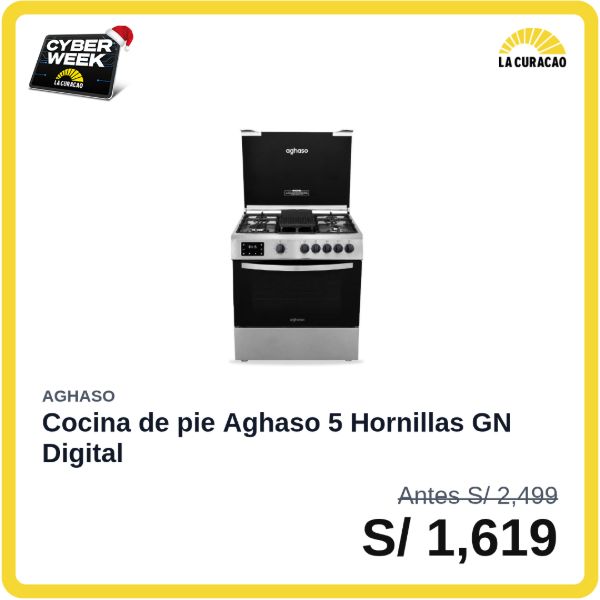 CYBER
WEEK
LA CURACAO
LA CURACAO
aghaso
aghaso
AGHASO
Cocina de pie Aghaso 5 Hornillas GN
Digital
Antes S/ 2,499
S/ 1,619